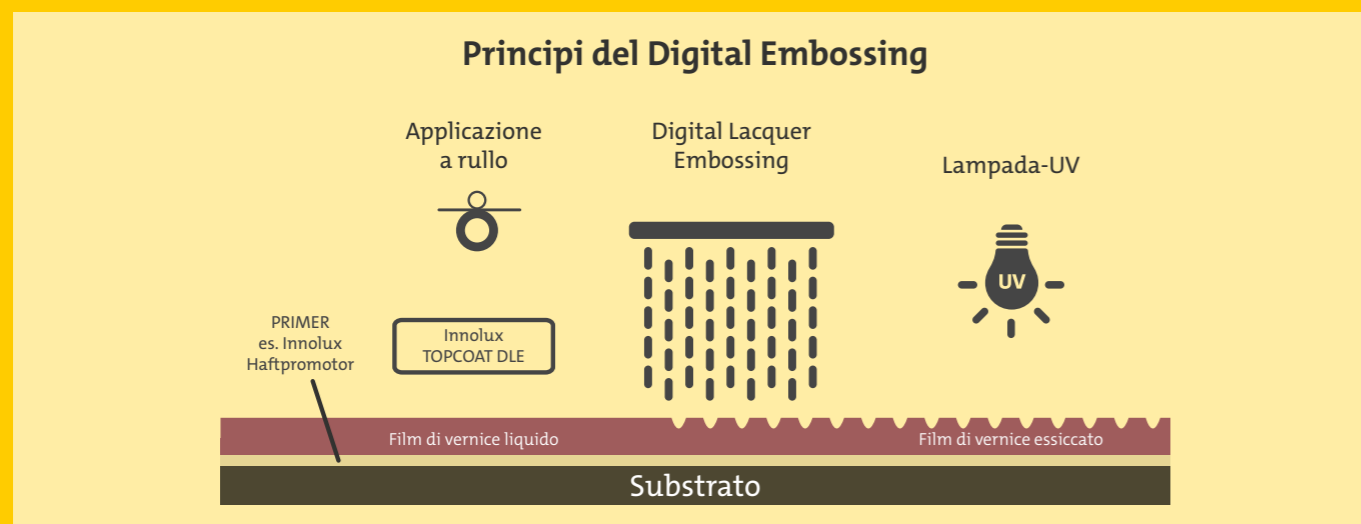 Principi del Digital Embossing
Applicazione
a rullo
Digital Lacquer
Embossing
Lampada-UV
UV
PRIMER
es. Innolux
Haftpromotor
Innolux
TOPCOAT DLE
Film di vernice liquido
Film di vernice essiccato
Substrato